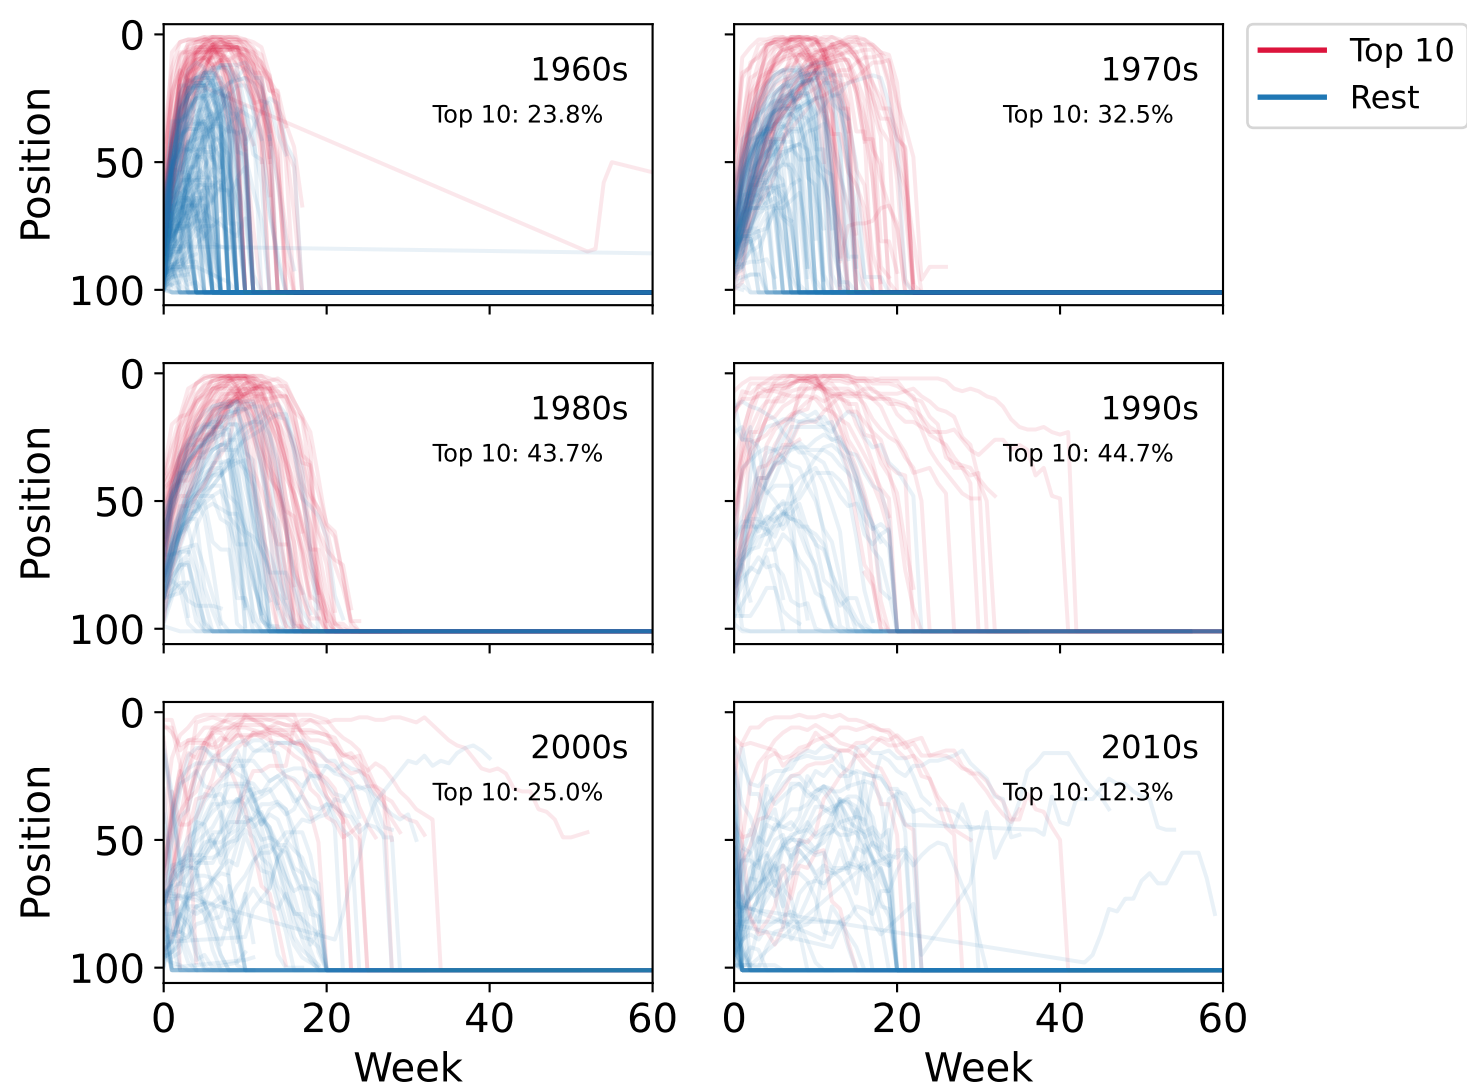 Top 10
Rest
Position
0
50
100
1960s
Top 10: 23.8%
0
20
40
60
1970s
Top 10: 32.5%
Position
0
50
100
1980s
Top 10: 43.7%
1990s
Top 10: 44.7%
Position
0
50
100
2000s
Top 10: 25.0%
0
20
40
60
Week
2010s
Top 10: 12.3%
Week